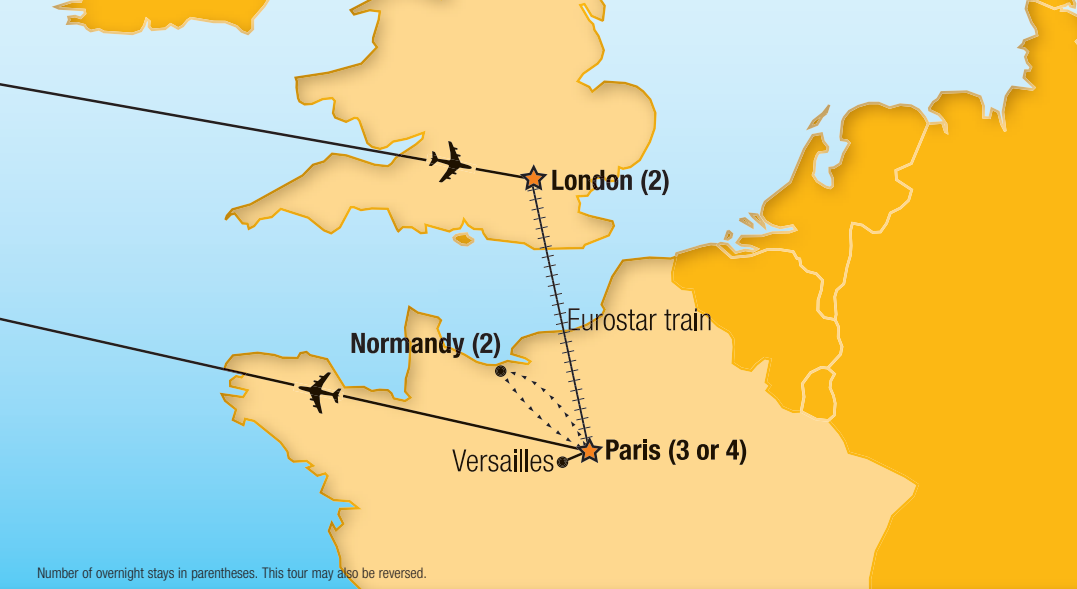 London (2)
Eurostar train
Normandy (2)
Paris (3 or 4)
Versailles
Number of overnight stays in parentheses. This tour may also be reversed.